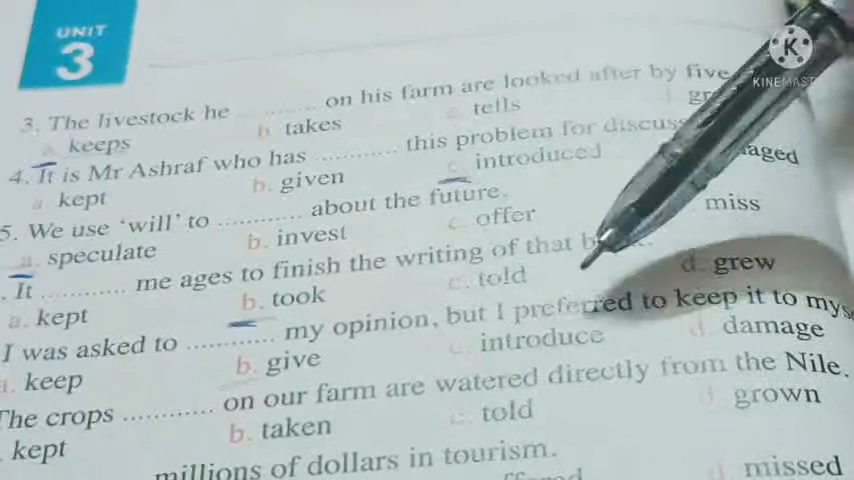 UNIT
3
K
KINEMAST
3. The livestock he ............ on his farm are looked after by five
a. keeps b. takes c. tells d.
4. It is Mr Ashraf who has ............ this problem for
a. kept b. given c. introduced
5. We use 'will' to ............ about the future.
a. speculate b. invest c. offer miss
. It ............ me ages to finish the writing of that
a. kept b. took c. told d. grew
I was asked to ............ my opinion, but I preferred to keep it to
a. keep b. give c. introduce d. damage
The crops ............ on our farm are watered directly from the Nile.
. kept b. taken c. told d. grown
millions of dollars in tourism.
d. missed